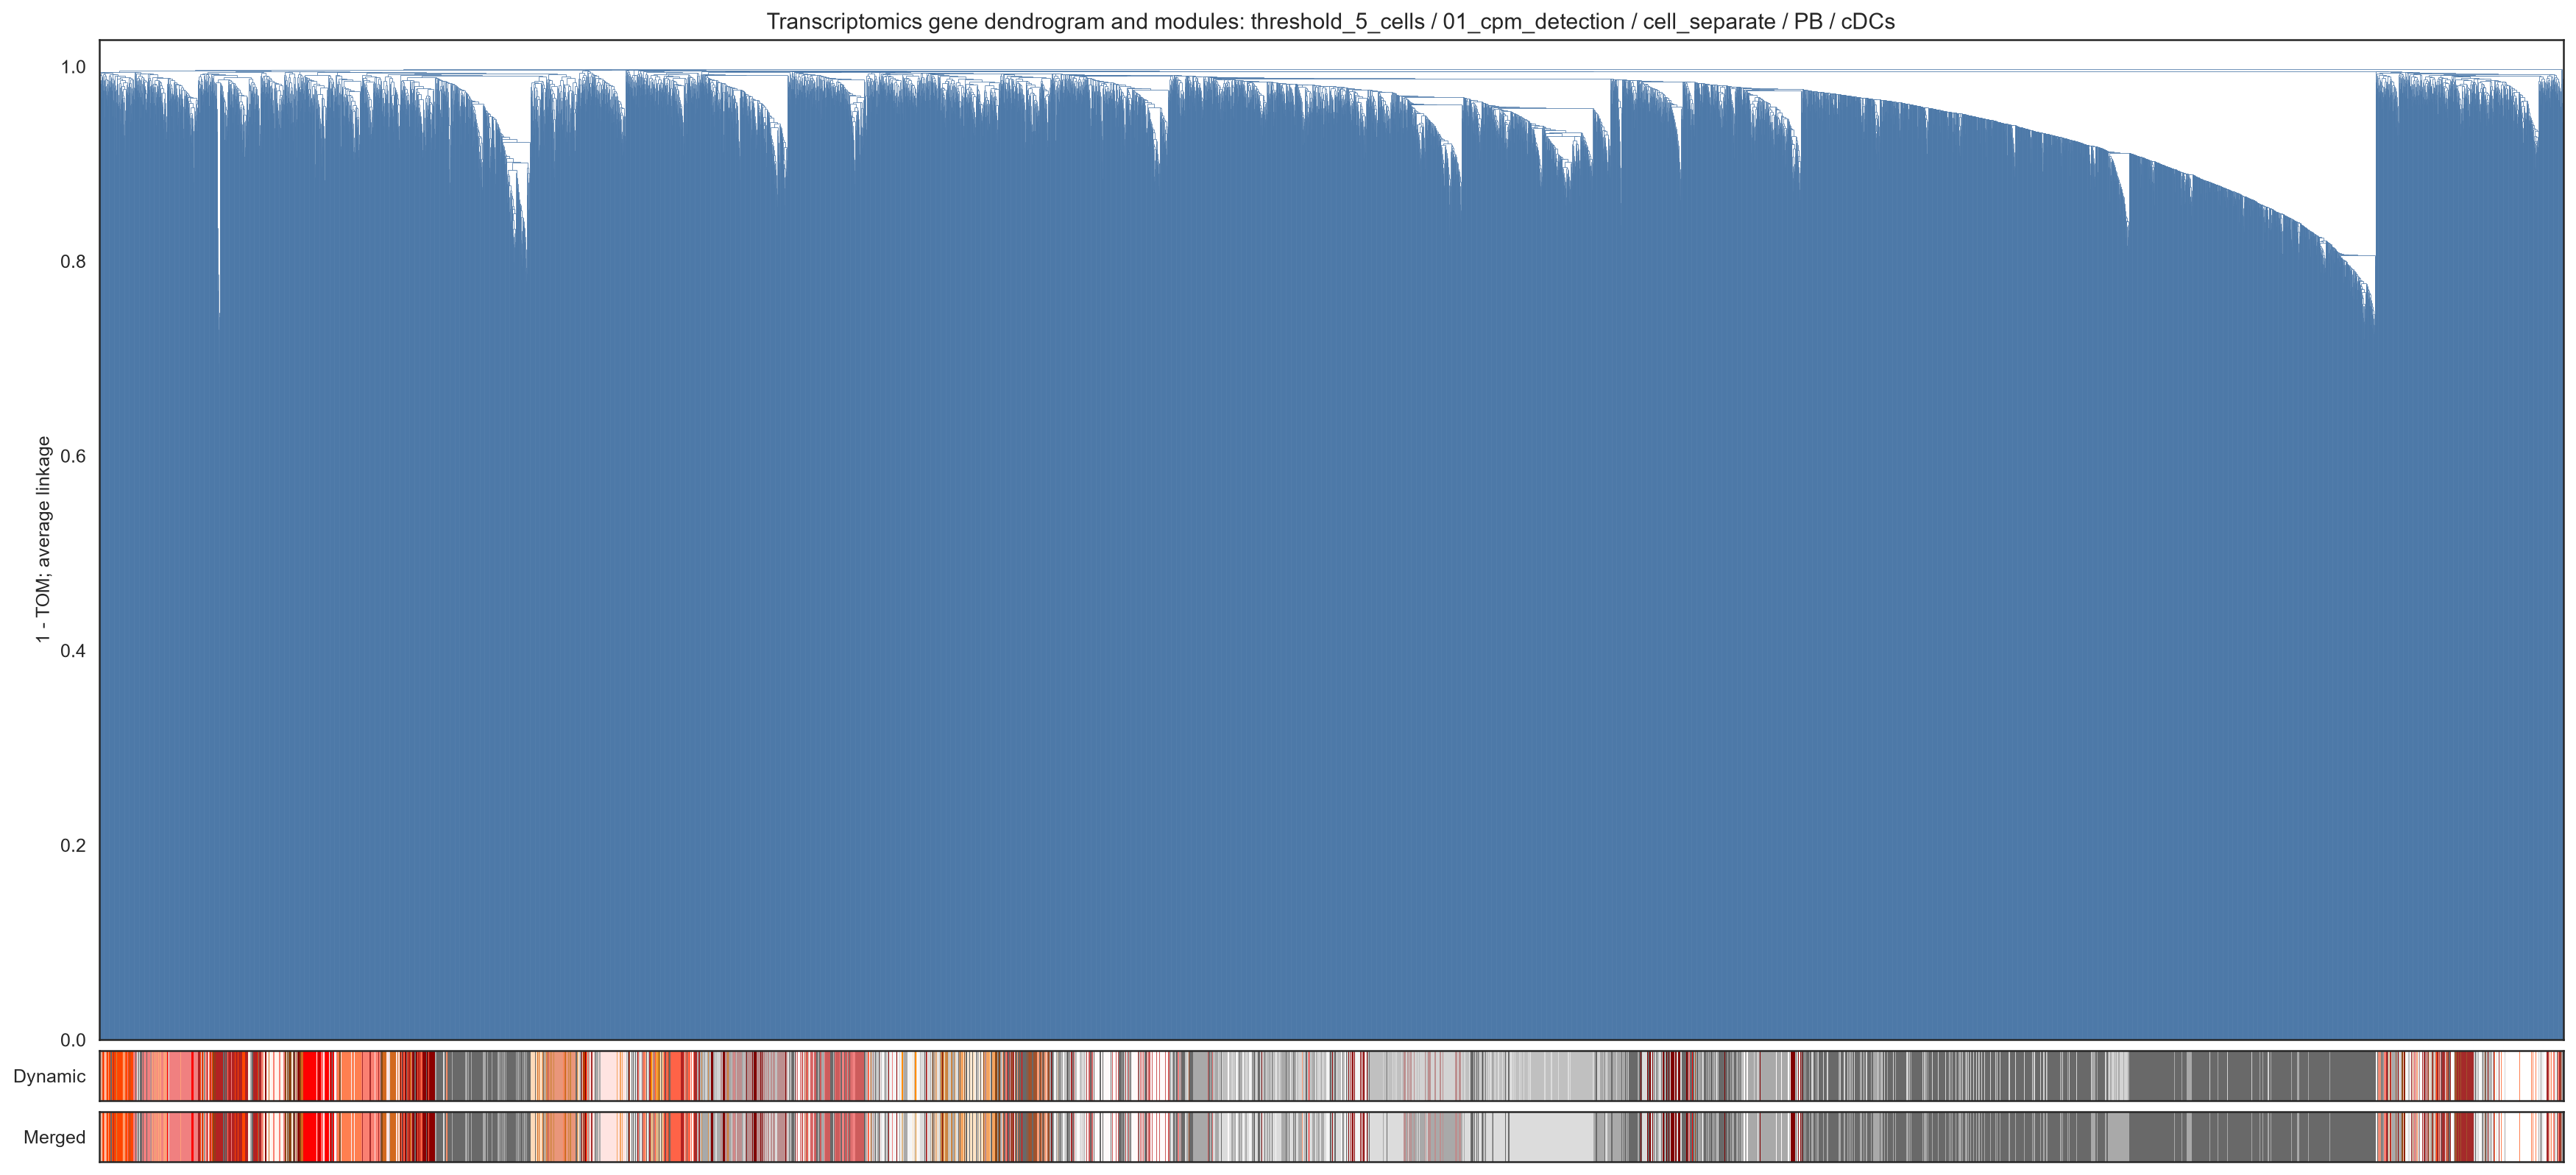 Transcriptomics gene dendrogram and modules: threshold_5_cells / 01_cpm_detection / cell_separate / PB / cDCs
1.0
0.8
0.6
0.4
0.2
0.0
1 - TOM; average linkage
Dynamic
Merged